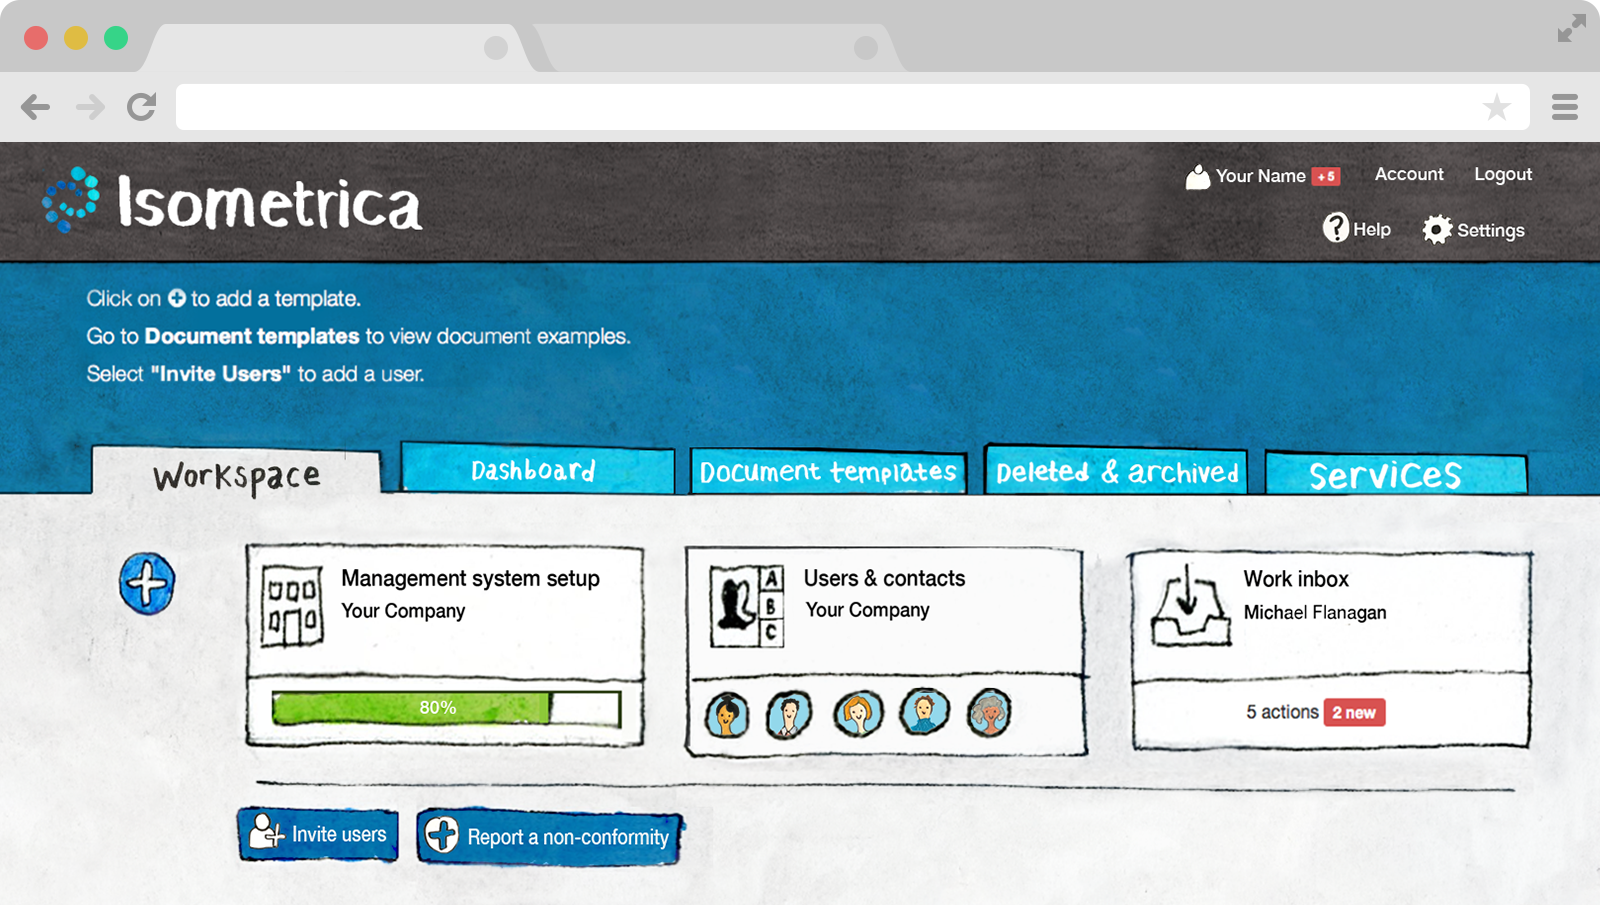 Isometrica
Your Name +5 Account Logout
Help Settings
Click on to add a template.
Go to Document templates to view document examples.
Select "Invite Users" to add a user.
Workspace
Dashboard
Document templates
Deleted & archived
Services
Management system setup
Your Company
80%
Users & contacts
Your Company
A
B
C
Work inbox
Michael Flanagan
5 actions 2 new
Invite users
Report a non-conformity